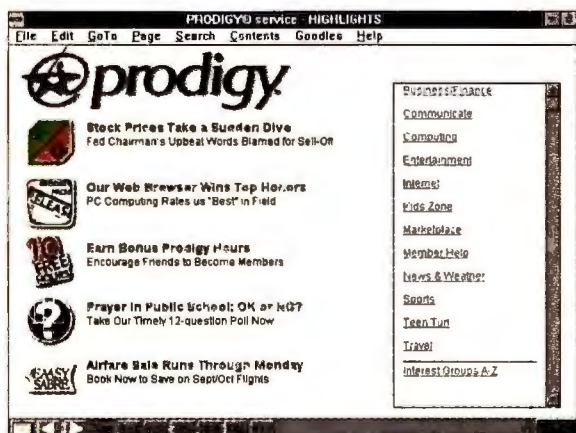 PRODIGY® service - HIGHLIGHTS
File Edit GoTo Page Search Contents Goodies Help
prodigy
Stock Prices Take a Sudden Dive
Fed Chairman's Upbeat Words Blamed for Sell-Off
Our Web Browser Wins Top Honors
PC Computing Rates us "Best" in Field
10 FREE
Earn Bonus Prodigy Hours
Encourage Friends to Become Members
?
Prayer in Public School: OK or NG?
Take Our Timely 12-question Poll Now
EAASY
SABRE
Airfare Sale Runs Through Monday
Book Now to Save on Sept/Oct Flights
Business/Finance
Communicate
Computing
Entertainment
Internet
Kids Zone
Marketplace
Member Help
News & Weather
Sports
Teen Turf
Travel
Interest Groups A-Z